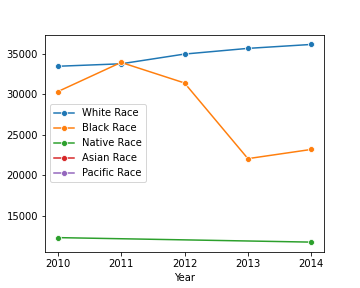 35000
30000
25000
20000
15000
White Race
Black Race
Native Race
Asian Race
Pacific Race
2010 2011 2012 2013 2014
Year